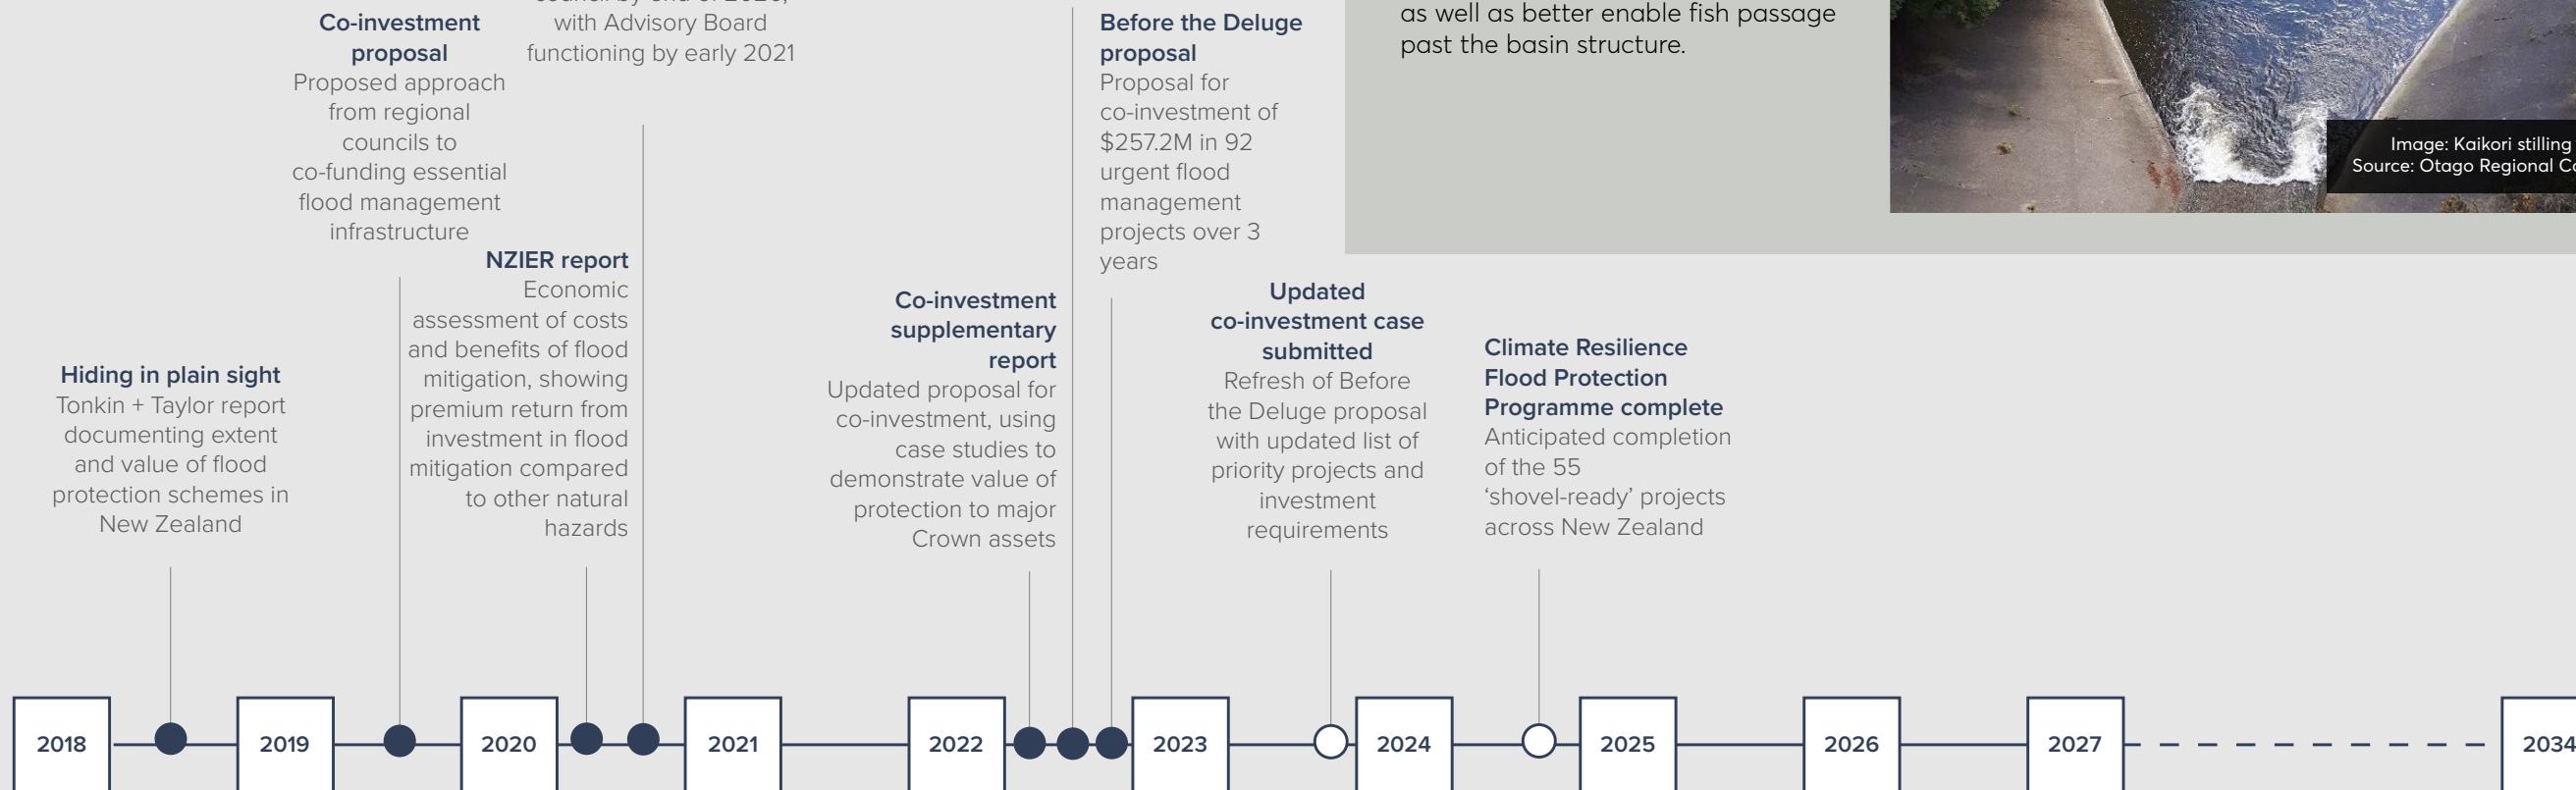 Co-investment
proposal
Proposed approach
from regional
councils to
co-funding essential
flood management
infrastructure
with Advisory Board
functioning by early 2021
Before the Deluge
proposal
Proposal for
co-investment of
$257.2M in 92
urgent flood
management
projects over 3
years
as well as better enable fish passage
past the basin structure.
Image: Kaikori stilling
Source: Otago Regional
Hiding in plain sight
Tonkin + Taylor report
documenting extent
and value of flood
protection schemes in
New Zealand
NZIER report
Economic
assessment of costs
and benefits of flood
mitigation, showing
premium return from
investment in flood
mitigation compared
to other natural
hazards
Co-investment
supplementary
report
Updated proposal for
co-investment, using
case studies to
demonstrate value of
protection to major
Crown assets
Updated
co-investment case
submitted
Refresh of Before
the Deluge proposal
with updated list of
priority projects and
investment
requirements
Climate Resilience
Flood Protection
Programme complete
Anticipated completion
of the 55
‘shovel-ready’ projects
across New Zealand
2018
2019
2020
2021
2022
2023
2024
2025
2026
2027
2034